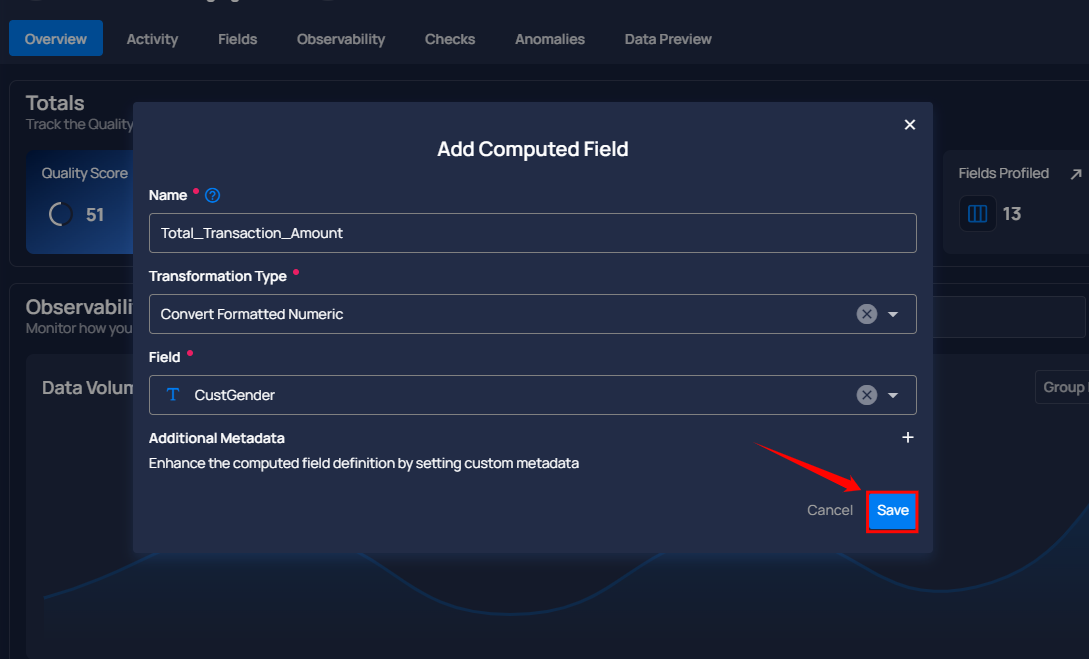 Overview Activity Fields Observability Checks Anomalies Data Preview
Totals
Track the Quality
Quality Score
51
Fields Profiled
13
Add Computed Field
Name *
Total_Transaction_Amount
Transformation Type *
Convert Formatted Numeric
Field *
T CustGender
Additional Metadata
Enhance the computed field definition by setting custom metadata
Cancel Save
Observabili
Monitor how you
Data Volum
Group